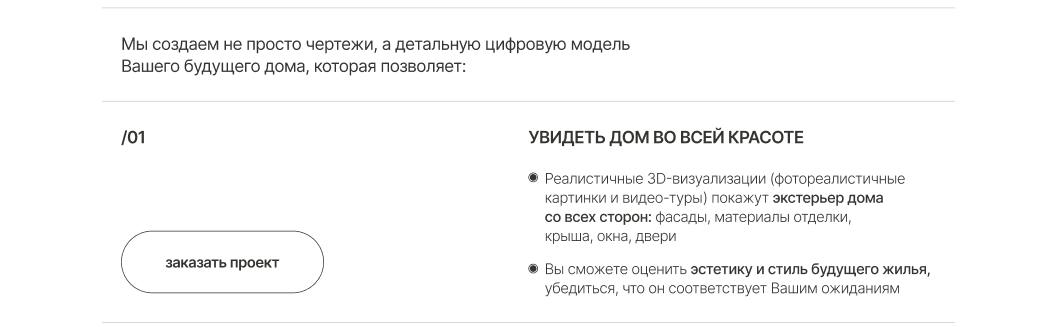 Мы создаем не просто чертежи, а детальную цифровую модель
Вашего будущего дома, которая позволяет:
/01
УВИДЕТЬ ДОМ ВО ВСЕЙ КРАСОТЕ
Реалистичные 3D-визуализации (фотореалистичные
картинки и видео-туры) покажут экстерьер дома
со всех сторон: фасады, материалы отделки,
крыша, окна, двери
заказать проект
Вы сможете оценить эстетику и стиль будущего жилья,
убедиться, что он соответствует Вашим ожиданиям